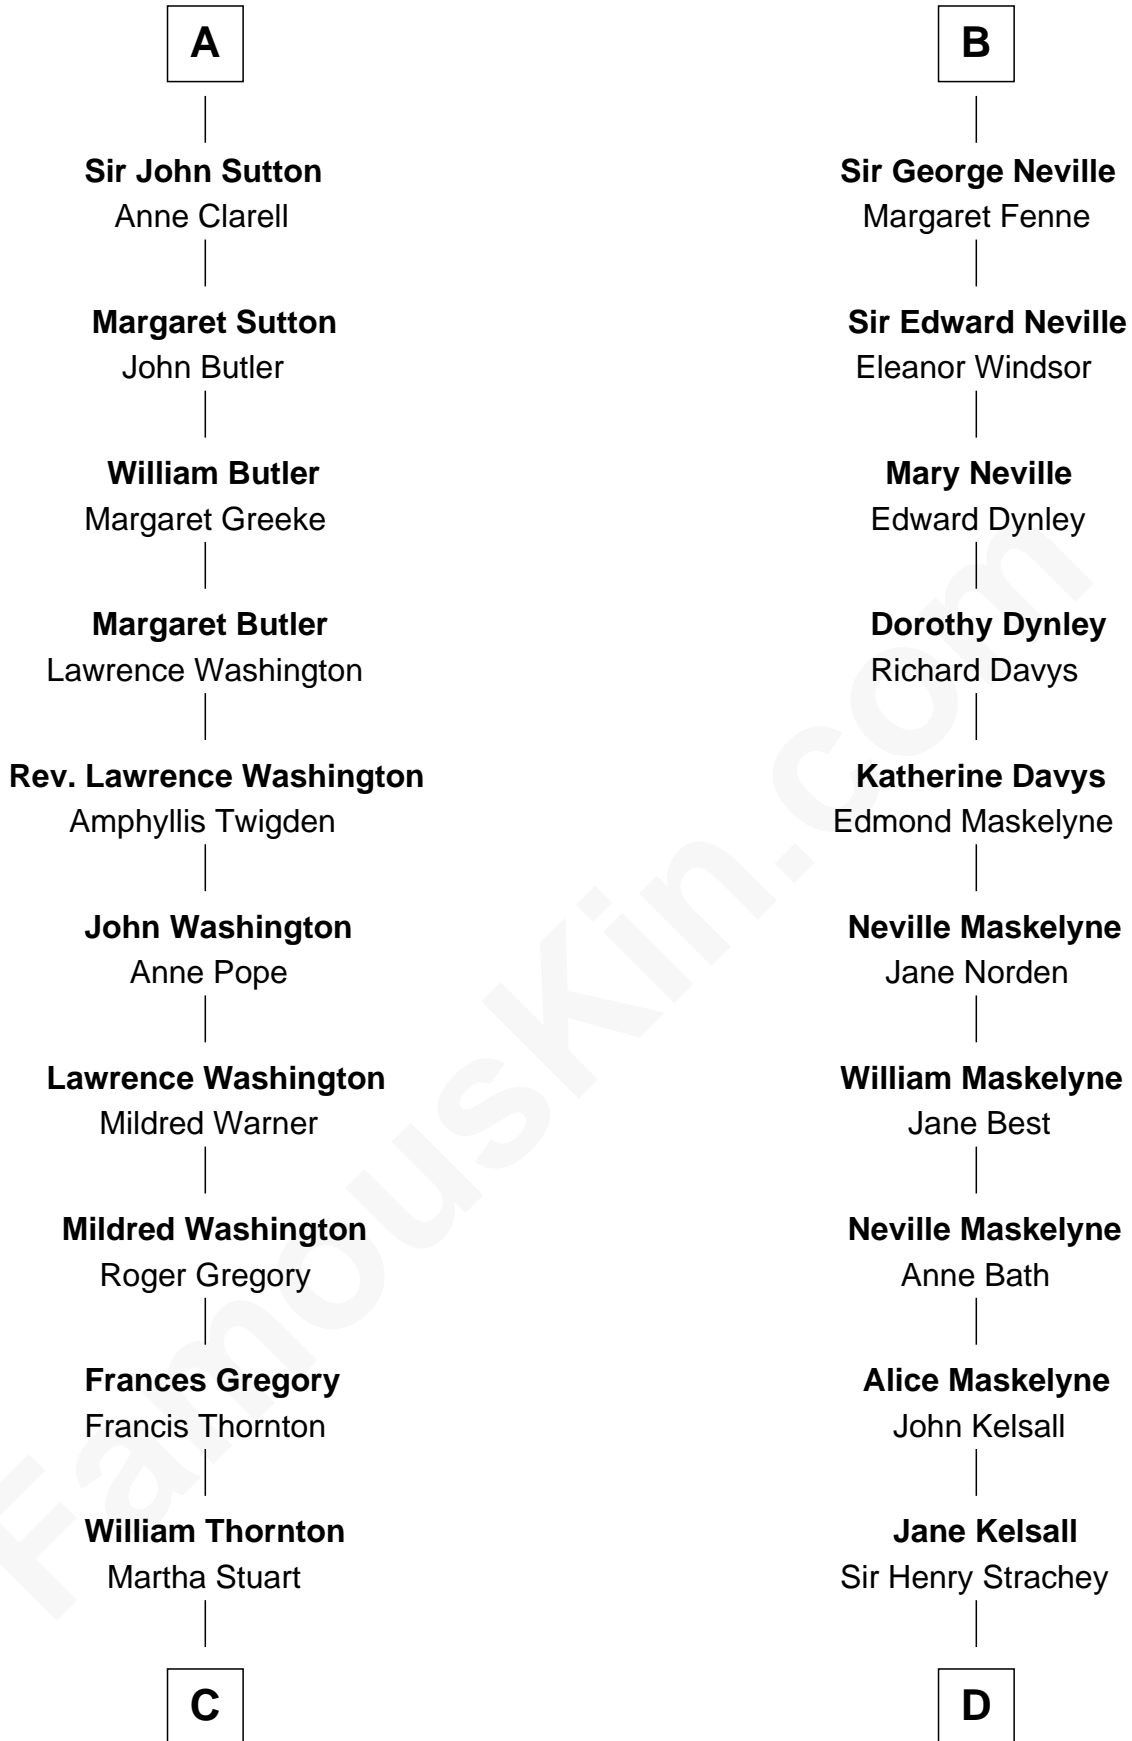 A
Sir John Sutton
Anne Clarell
Margaret Sutton
John Butler
William Butler
Margaret Greeke
Margaret Butler
Lawrence Washington
Rev. Lawrence Washington
Amphyllis Twigden
John Washington
Anne Pope
Lawrence Washington
Mildred Warner
Mildred Washington
Roger Gregory
Frances Gregory
Francis Thornton
William Thornton
Martha Stuart
C
B
Sir George Neville
Margaret Fenne
Sir Edward Neville
Eleanor Windsor
Mary Neville
Edward Dynley
Dorothy Dynley
Richard Davys
Katherine Davys
Edmond Maskelyne
Neville Maskelyne
Jane Norden
William Maskelyne
Jane Best
Neville Maskelyne
Anne Bath
Alice Maskelyne
John Kelsall
Jane Kelsall
Sir Henry Strachey
D
FamousKin.com